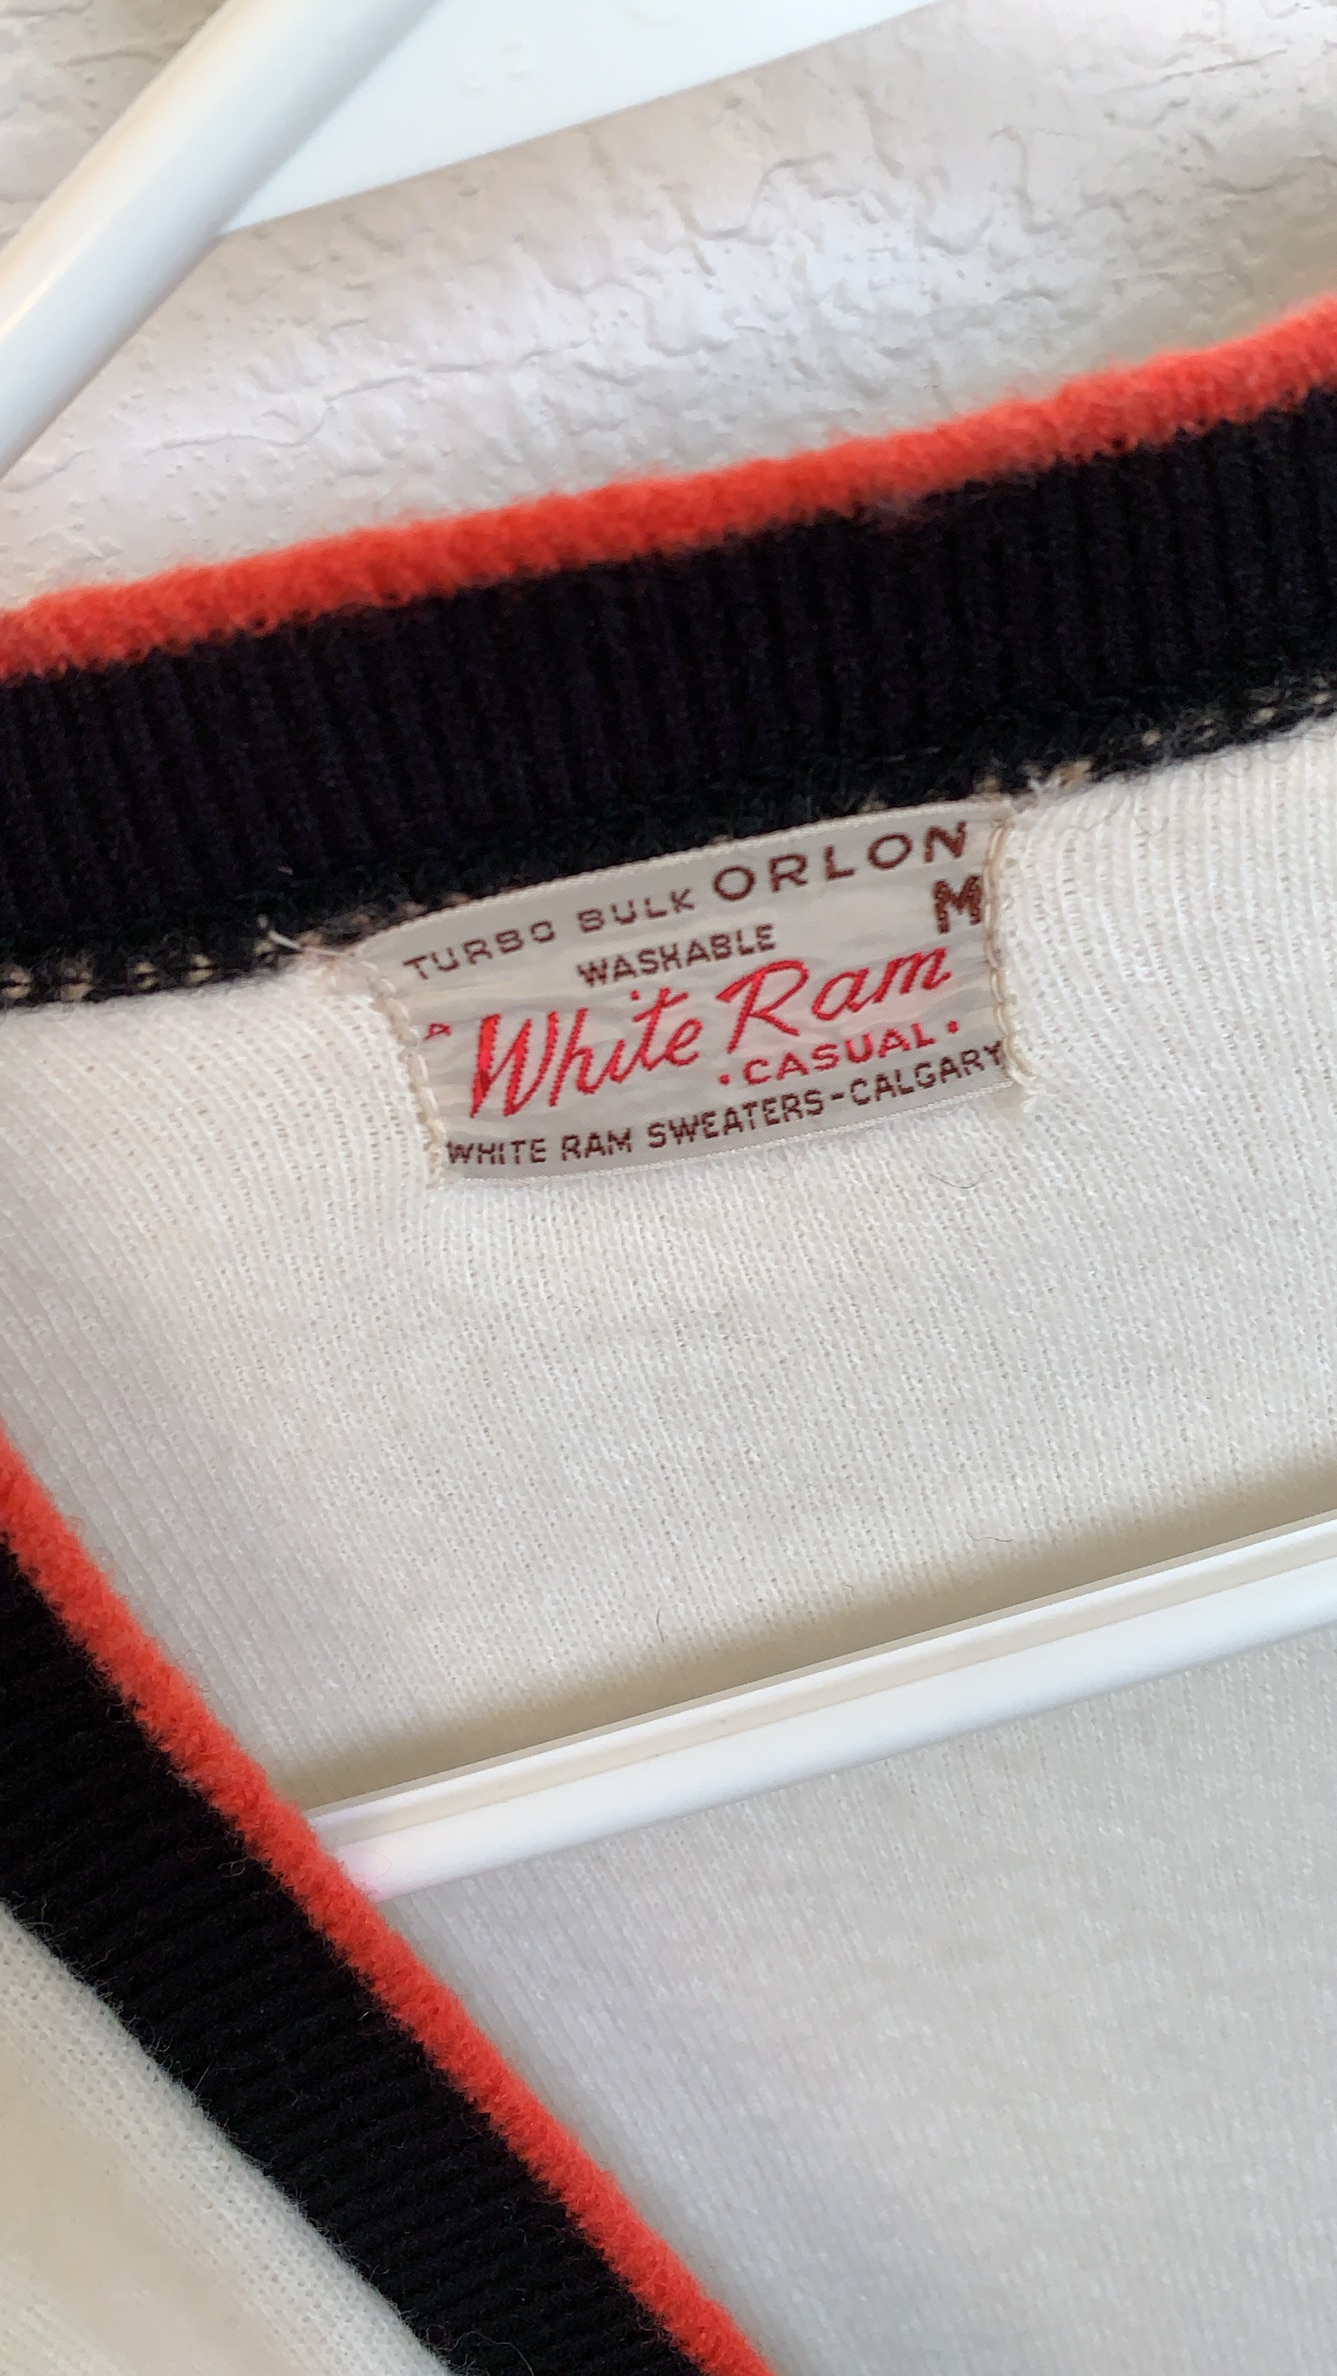 TURBO BULK ORLON
WASHABLE M
A White Ram
• CASUAL •
WHITE RAM SWEATERS-CALGARY